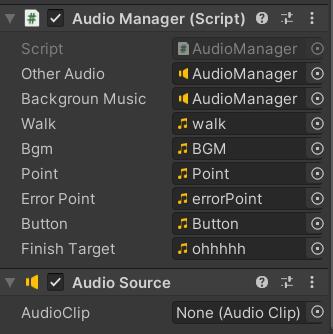 Audio Manager (Script)
Script AudioManager
Other Audio AudioManager
Backgroun Music AudioManager
Walk walk
Bgm BGM
Point Point
Error Point errorPoint
Button Button
Finish Target ohhhhh
Audio Source
AudioClip None (Audio Clip)